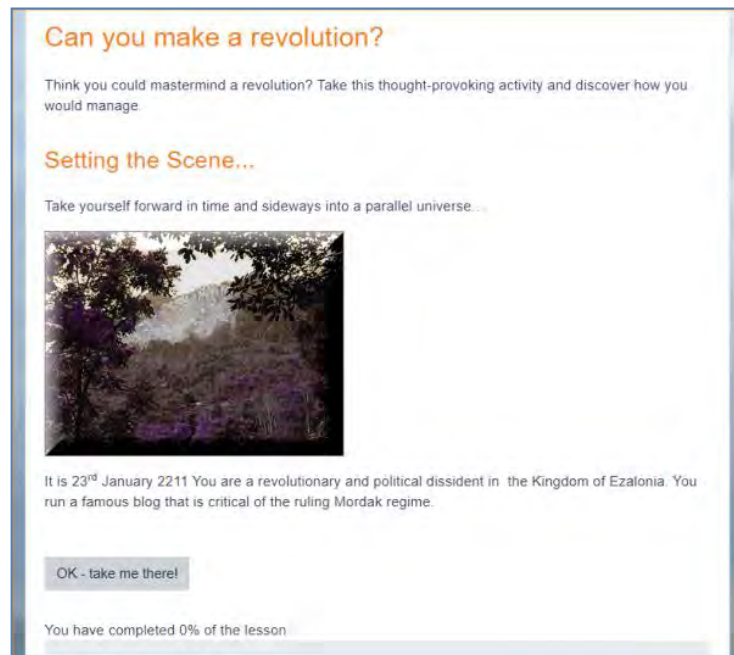 Can you make a revolution?
Think you could mastermind a revolution? Take this thought-provoking activity and discover how you
would manage.
Setting the Scene...
Take yourself forward in time and sideways into a parallel universe...
It is 23rd January 2211 You are a revolutionary and political dissident in the Kingdom of Ezalonia. You
run a famous blog that is critical of the ruling Mordak regime.
OK - take me there!
You have completed 0% of the lesson